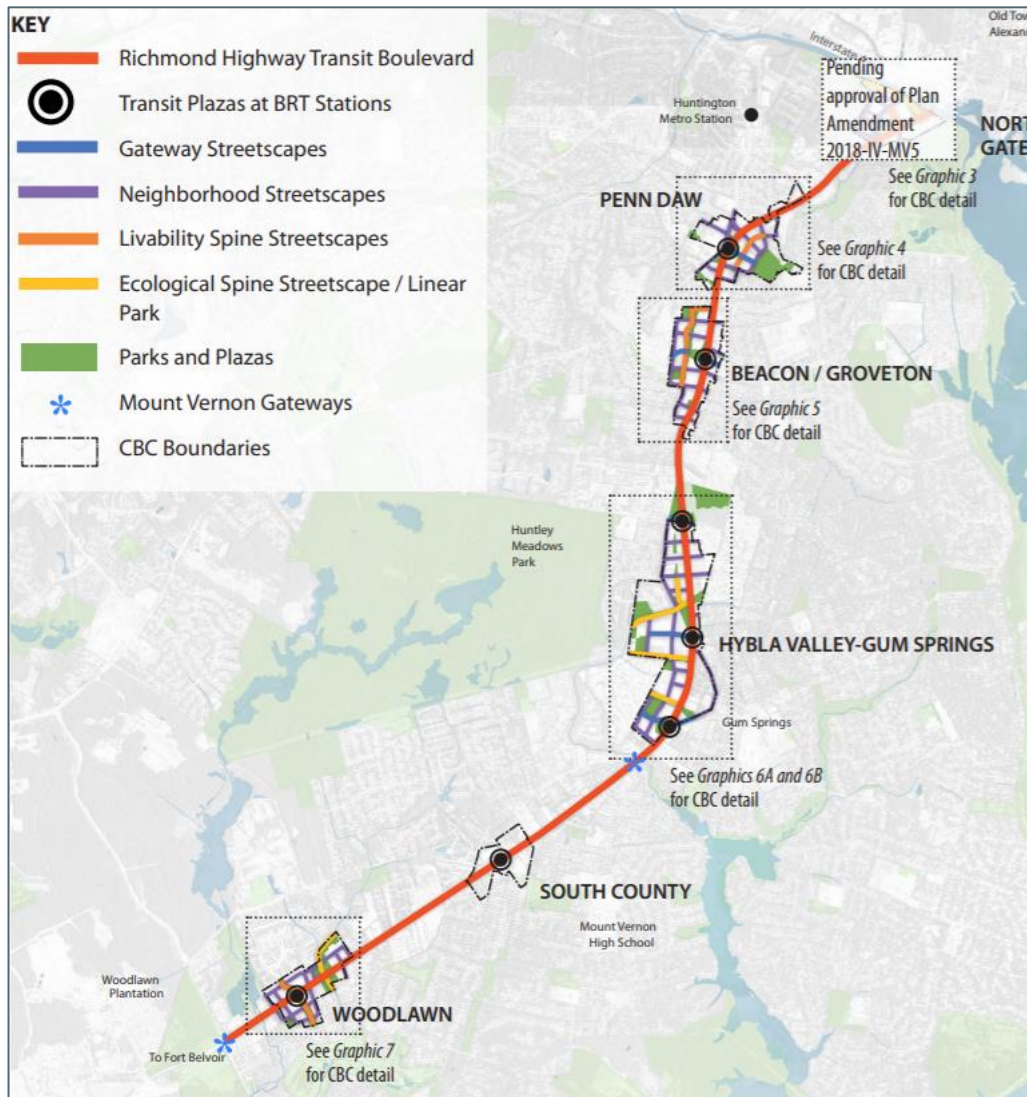 KEY
Richmond Highway Transit Boulevard
Transit Plazas at BRT Stations
Gateway Streetscapes
Neighborhood Streetscapes
Livability Spine Streetscapes
Ecological Spine Streetscape / Linear
Park
Parks and Plazas
Mount Vernon Gateways
CBC Boundaries
Old Tow
Alexan
Interstate
Pending
approval of Plan
Amendment
2018-IV-MV5
Huntington
Metro Station
NORT
GATE
See Graphic 3
for CBC detail
PENN DAW
See Graphic 4
for CBC detail
BEACON / GROVETON
See Graphic 5
for CBC detail
Huntley
Meadows
Park
HYBLA VALLEY-GUM SPRINGS
Gum Springs
See Graphics 6A and 6B
for CBC detail
SOUTH COUNTY
Mount Vernon
High School
Woodlawn
Plantation
WOODLAWN
To Fort Belvoir
See Graphic 7
for CBC detail